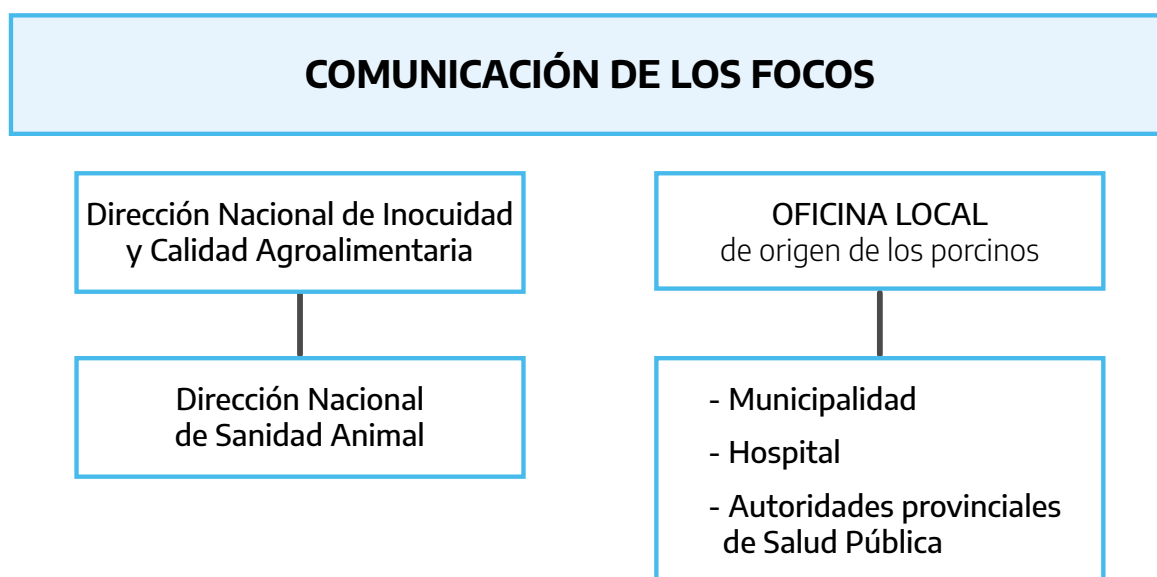 COMUNICACIÓN DE LOS FOCOS
Dirección Nacional de Inocuidad
y Calidad Agroalimentaria
Dirección Nacional
de Sanidad Animal
OFICINA LOCAL
de origen de los porcinos
- Municipalidad
- Hospital
- Autoridades provinciales
de Salud Pública